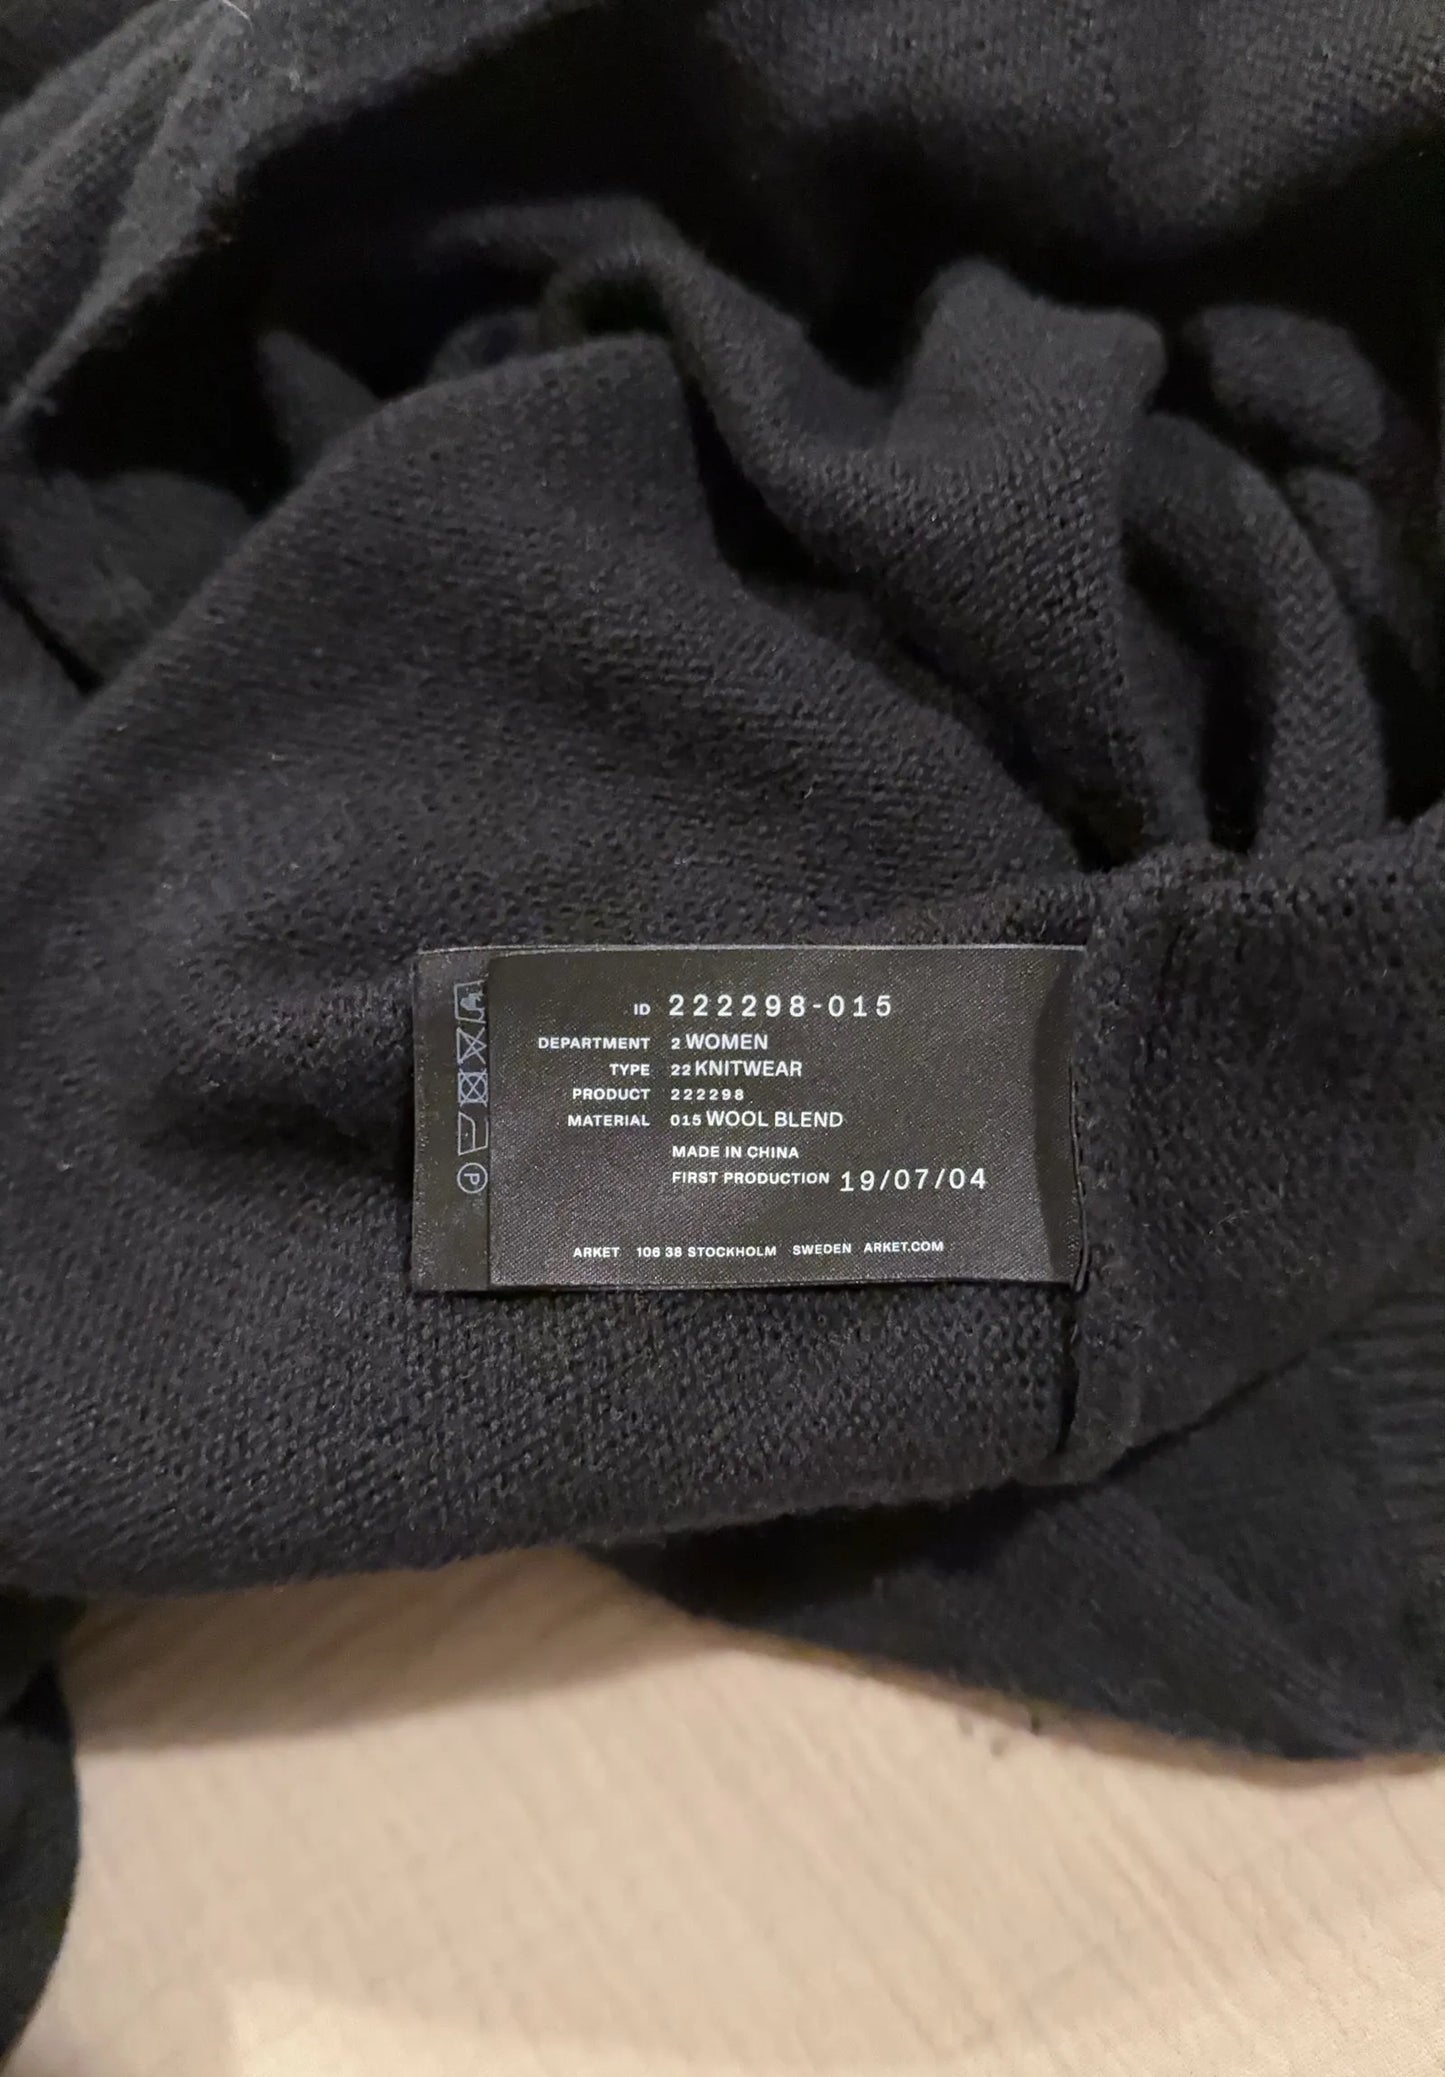 ID 222298-015
DEPARTMENT 2 WOMEN
TYPE 22 KNITWEAR
PRODUCT 222298
MATERIAL 015 WOOL BLEND
MADE IN CHINA
FIRST PRODUCTION 19/07/04
ARKET 106 38 STOCKHOLM SWEDEN ARKET.COM
P